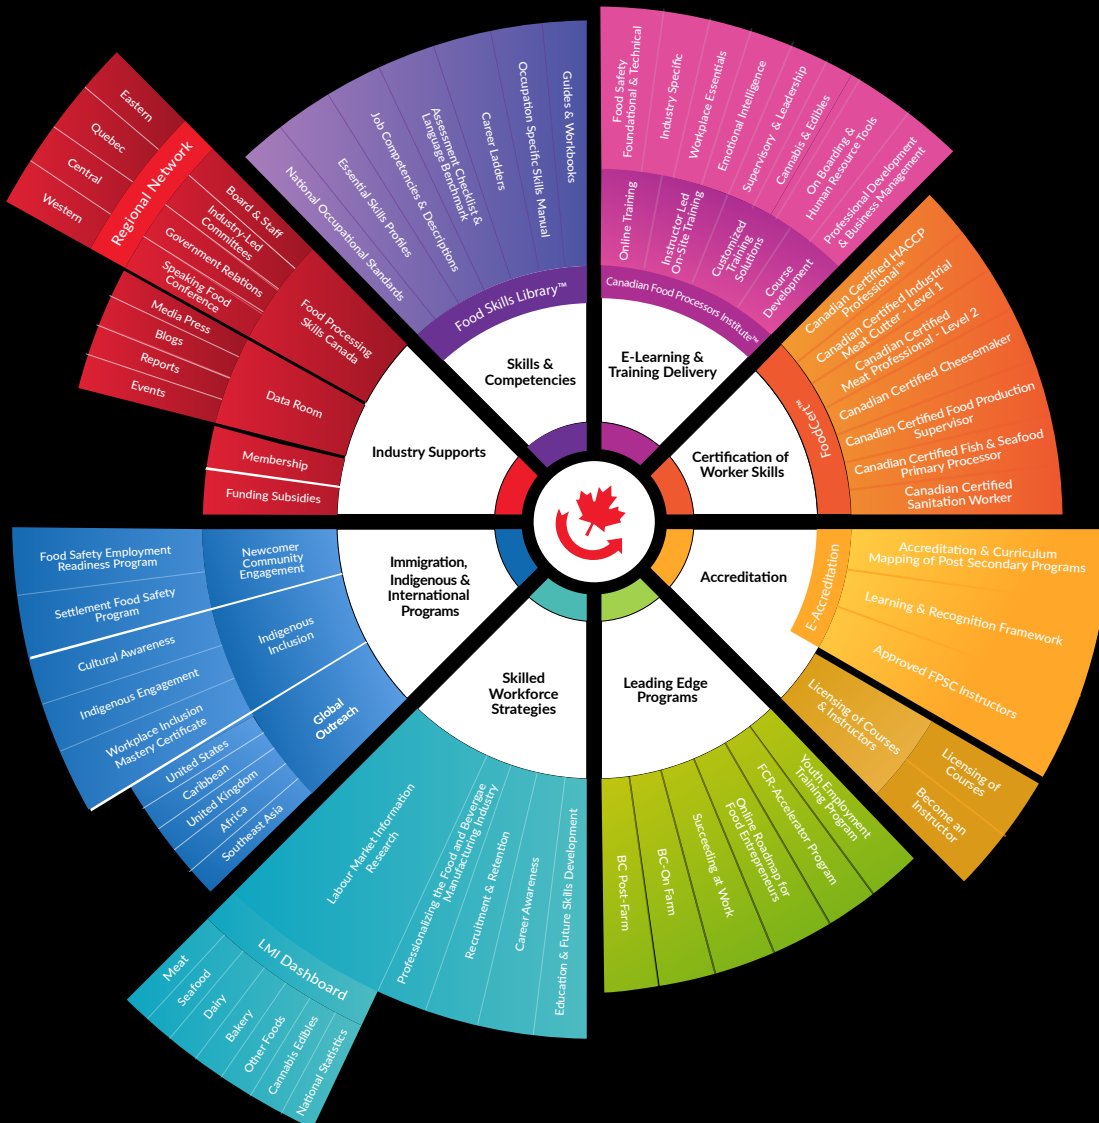 Food Safety
Foundational & Technical
Industry Specific
Workplace Essentials
Emotional Intelligence
Supervisory & Leadership
Cannabis & Edibles
On Boarding &
Human Resource Tools
Professional Development
& Business Management
Online Training
Instructor Led
On-Site Training
Customized
Training
Solutions
Course
Development
Canadian Food Processors Institute™
E-Learning &
Training Delivery
Canadian Certified HACCP
Professional™
Canadian Certified Industrial
Meat Cutter - Level 1
Canadian Certified
Meat Professional - Level 2
Canadian Certified Cheesemaker
Canadian Certified Food Production
Supervisor
Canadian Certified Fish & Seafood
Primary Processor
Canadian Certified
Sanitation Worker
FoodCert™
Certification of
Worker Skills
Accreditation
E-Accreditation
Accreditation & Curriculum
Mapping of Post Secondary Programs
Learning & Recognition Framework
Approved FPSC Instructors
Licensing of Courses
& Instructors
Licensing of
Courses
Become an
Instructor
Leading Edge
Programs
Youth Employment
Training Program
FCR-Accelerator Program
Online Roadmap for
Food Entrepreneurs
Succeeding at Work
BC-On Farm
BC Post-Farm
Skilled
Workforce
Strategies
Education & Future Skills Development
Career Awareness
Recruitment & Retention
Professionalizing the Food and Bevergae
Manufacturing Industry
Labour Market Information
Research
LMI Dashboard
Meat
Seafood
Dairy
Bakery
Other Foods
Cannabis Edibles
National Statistics
Immigration,
Indigenous &
International
Programs
Newcomer
Community
Engagement
Indigenous
Inclusion
Global
Outreach
Food Safety Employment
Readiness Program
Settlement Food Safety
Program
Cultural Awareness
Indigenous Engagement
Workplace Inclusion
Mastery Certificate
United States
Caribbean
United Kingdom
Africa
Southeast Asia
Industry Supports
Funding Subsidies
Membership
Data Room
Events
Reports
Blogs
Media Press
Food Processing
Skills Canada
Speaking Food
Conference
Government Relations
Industry-Led
Committees
Board & Staff
Regional Network
Western
Central
Quebec
Eastern
Skills &
Competencies
Food Skills Library™
National Occupational Standards
Essential Skills Profiles
Job Competencies & Descriptions
Assessment Checklist &
Language Benchmark
Career Ladders
Occupation Specific Skills Manual
Guides & Workbooks